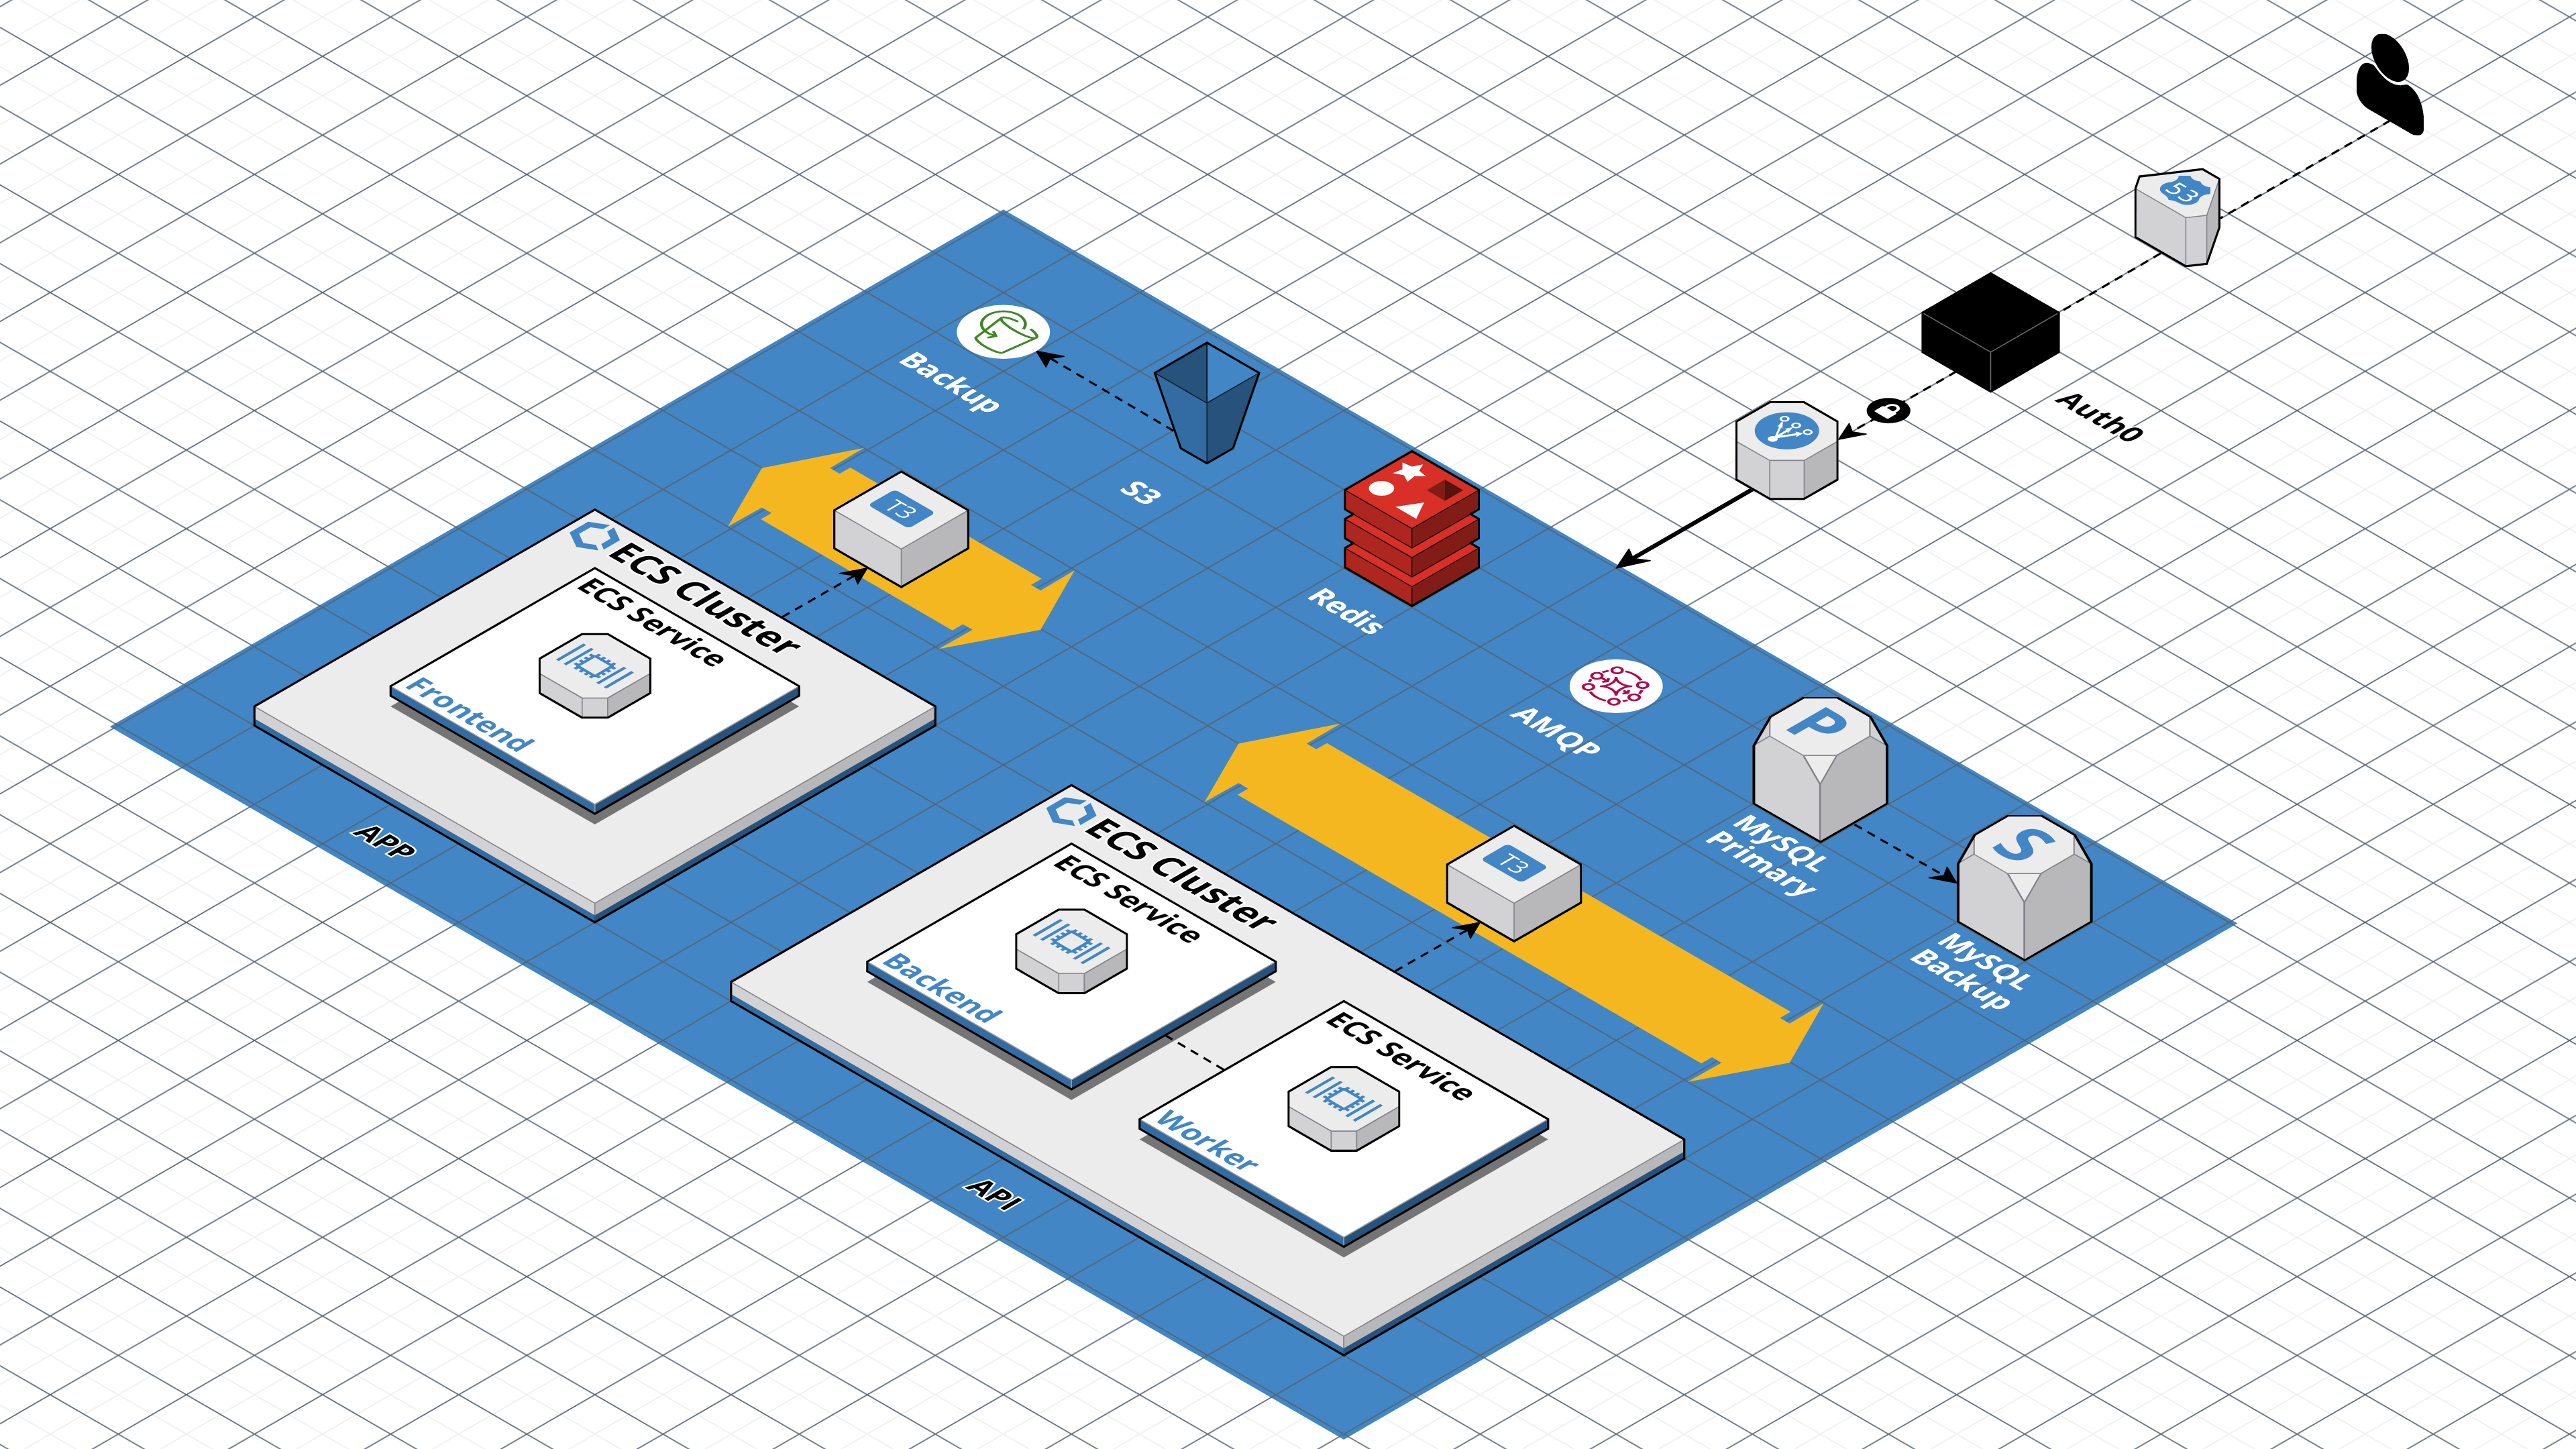 53
Auth0
Backup
S3
T3
Redis
ECS Cluster
ECS Service
Frontend
APP
AMQP
P
MySQL
Primary
S
MySQL
Backup
T3
ECS Cluster
ECS Service
Backend
ECS Service
Worker
API